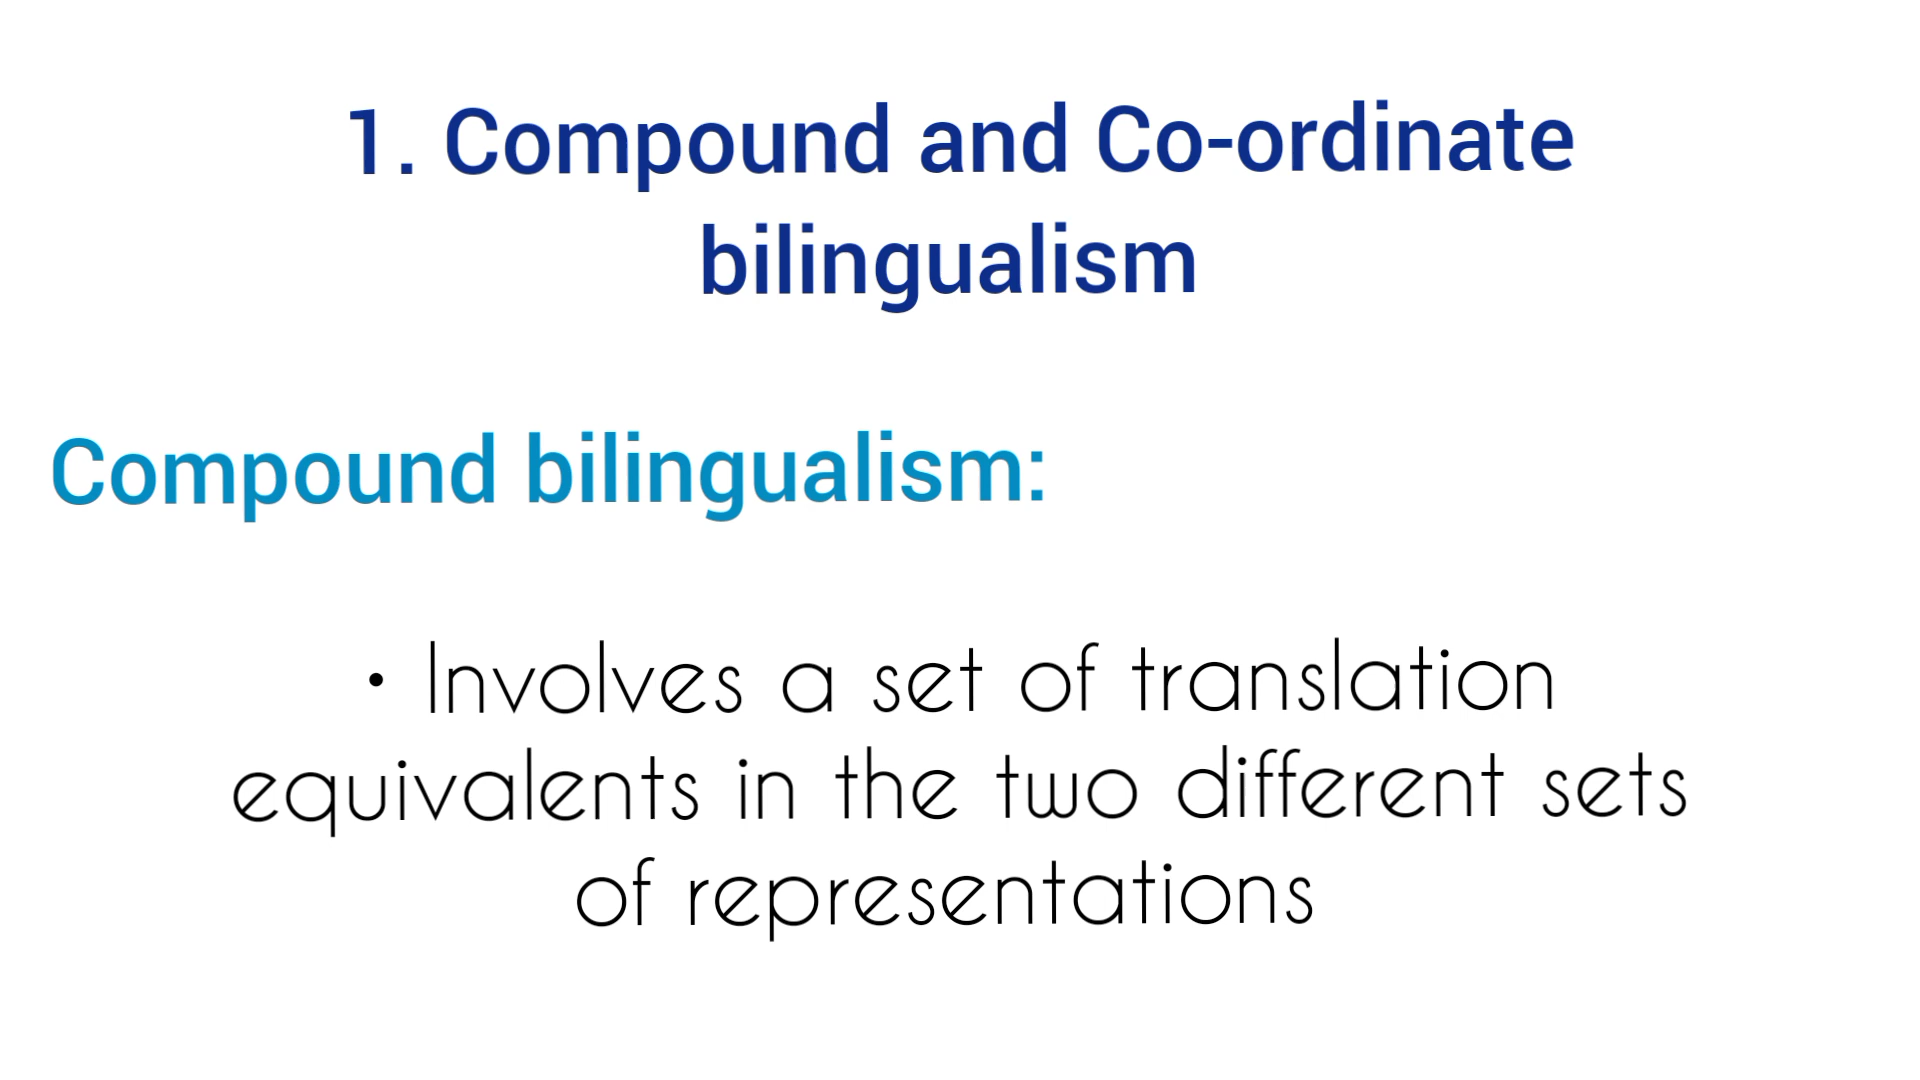 1. Compound and Co-ordinate
bilingualism
Compound bilingualism:
• Involves a set of translation
equivalents in the two different sets
of representations